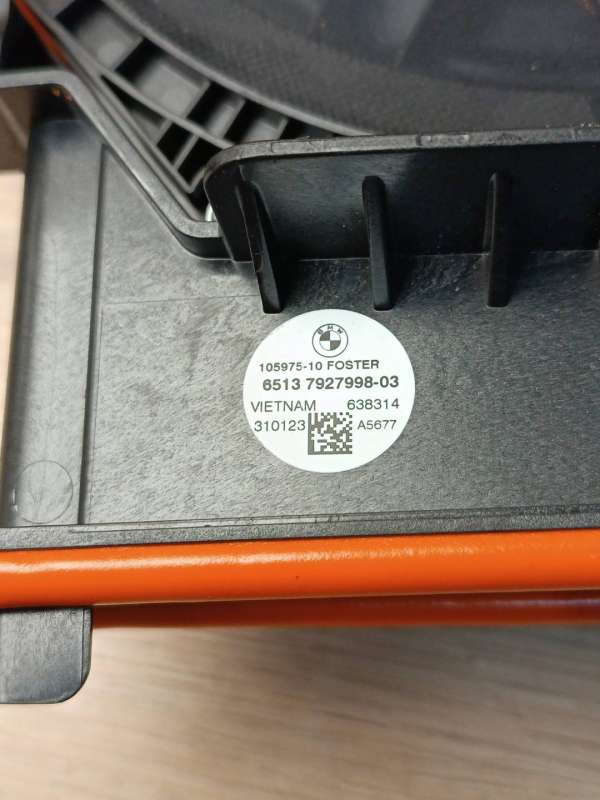 BMW
105975-10 FOSTER
6513 7927998-03
VIETNAM 638314
310123 A5677